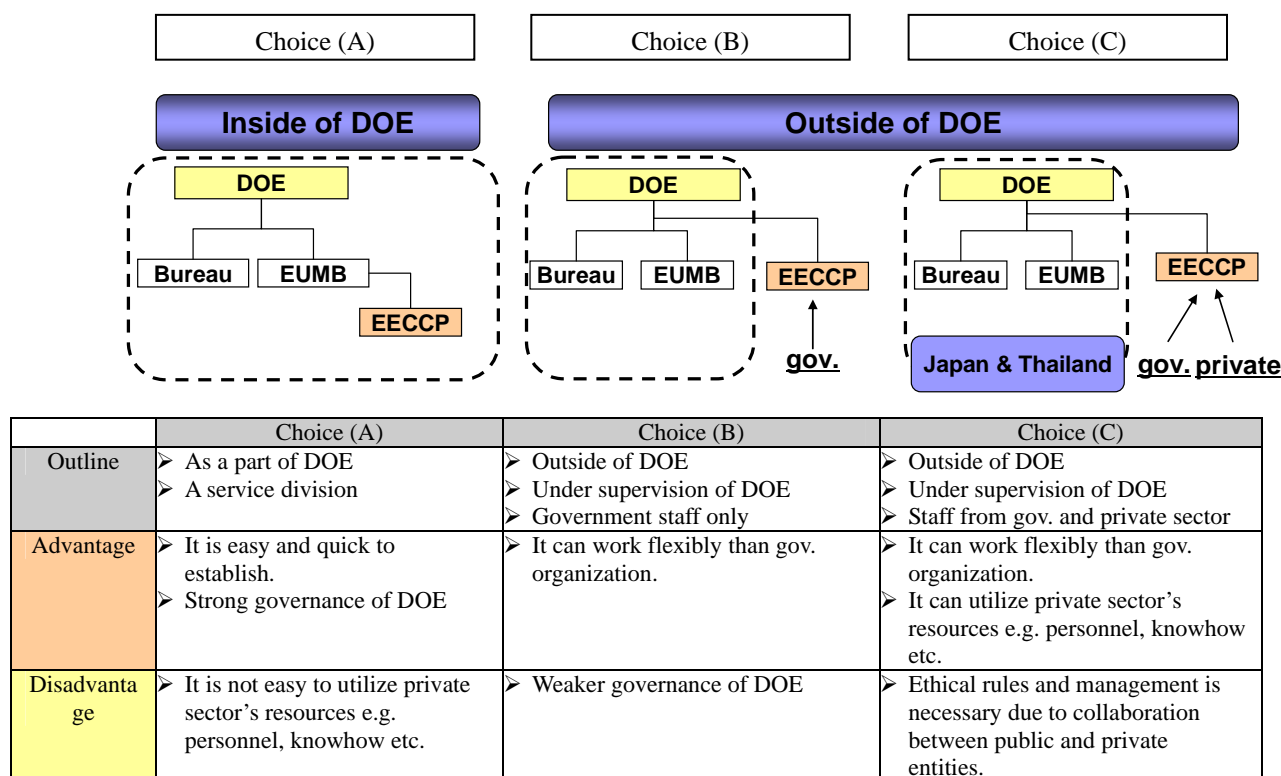 Choice (A)
Choice (B)
Choice (C)
Inside of DOE
Outside of DOE
DOE
Bureau
EUMB
EECCP
DOE
Bureau
EUMB
EECCP
gov.
DOE
Bureau
EUMB
EECCP
Japan & Thailand
gov. private
Choice (A)
Choice (B)
Choice (C)
Outline
➢ As a part of DOE
➢ A service division
➢ Outside of DOE
➢ Under supervision of DOE
➢ Government staff only
➢ Outside of DOE
➢ Under supervision of DOE
➢ Staff from gov. and private sector
Advantage
➢ It is easy and quick to
establish.
➢ Strong governance of DOE
➢ It can work flexibly than gov.
organization.
➢ It can work flexibly than gov.
organization.
➢ It can utilize private sector's
resources e.g. personnel, knowhow
etc.
Disadvanta
ge
➢ It is not easy to utilize private
sector's resources e.g.
personnel, knowhow etc.
➢ Weaker governance of DOE
➢ Ethical rules and management is
necessary due to collaboration
between public and private
entities.